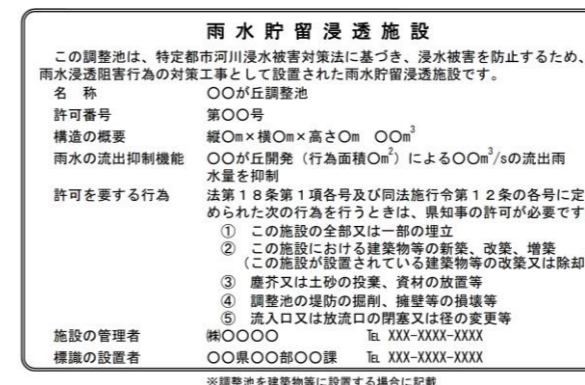 雨水貯留浸透施設
この調整池は、特定都市河川浸水被害対策法に基づき、浸水被害を防止するため、
雨水浸透阻害行為の対策工事として設置された雨水貯留浸透施設です。
名 称 〇〇が丘調整池
許可番号 第〇〇号
構造の概要 縦〇m×横〇m×高さ〇m 〇〇m³
雨水の流出抑制機能 〇〇が丘開発（行為面積〇m²）による〇〇m³/sの流出雨
水量を抑制
許可を要する行為 法第18条第1項各号及び同法施行令第12条の各号に定
められた次の行為を行うときは、県知事の許可が必要です
① この施設の全部又は一部の埋立
② この施設における建築物等の新築、改築、増築
（この施設が設置されている建築物等の改築又は除却
③ 塵芥又は土砂の投棄、資材の放置等
④ 調整池の堤防の掘削、擁壁等の損壊等
⑤ 流入口又は放流口の閉塞又は径の変更等
施設の管理者 ㈱〇〇〇〇 ℡ XXX-XXXX-XXXX
標識の設置者 〇〇県〇〇部〇〇課 ℡ XXX-XXXX-XXXX
※調整池を建築物等に設置する場合に記載